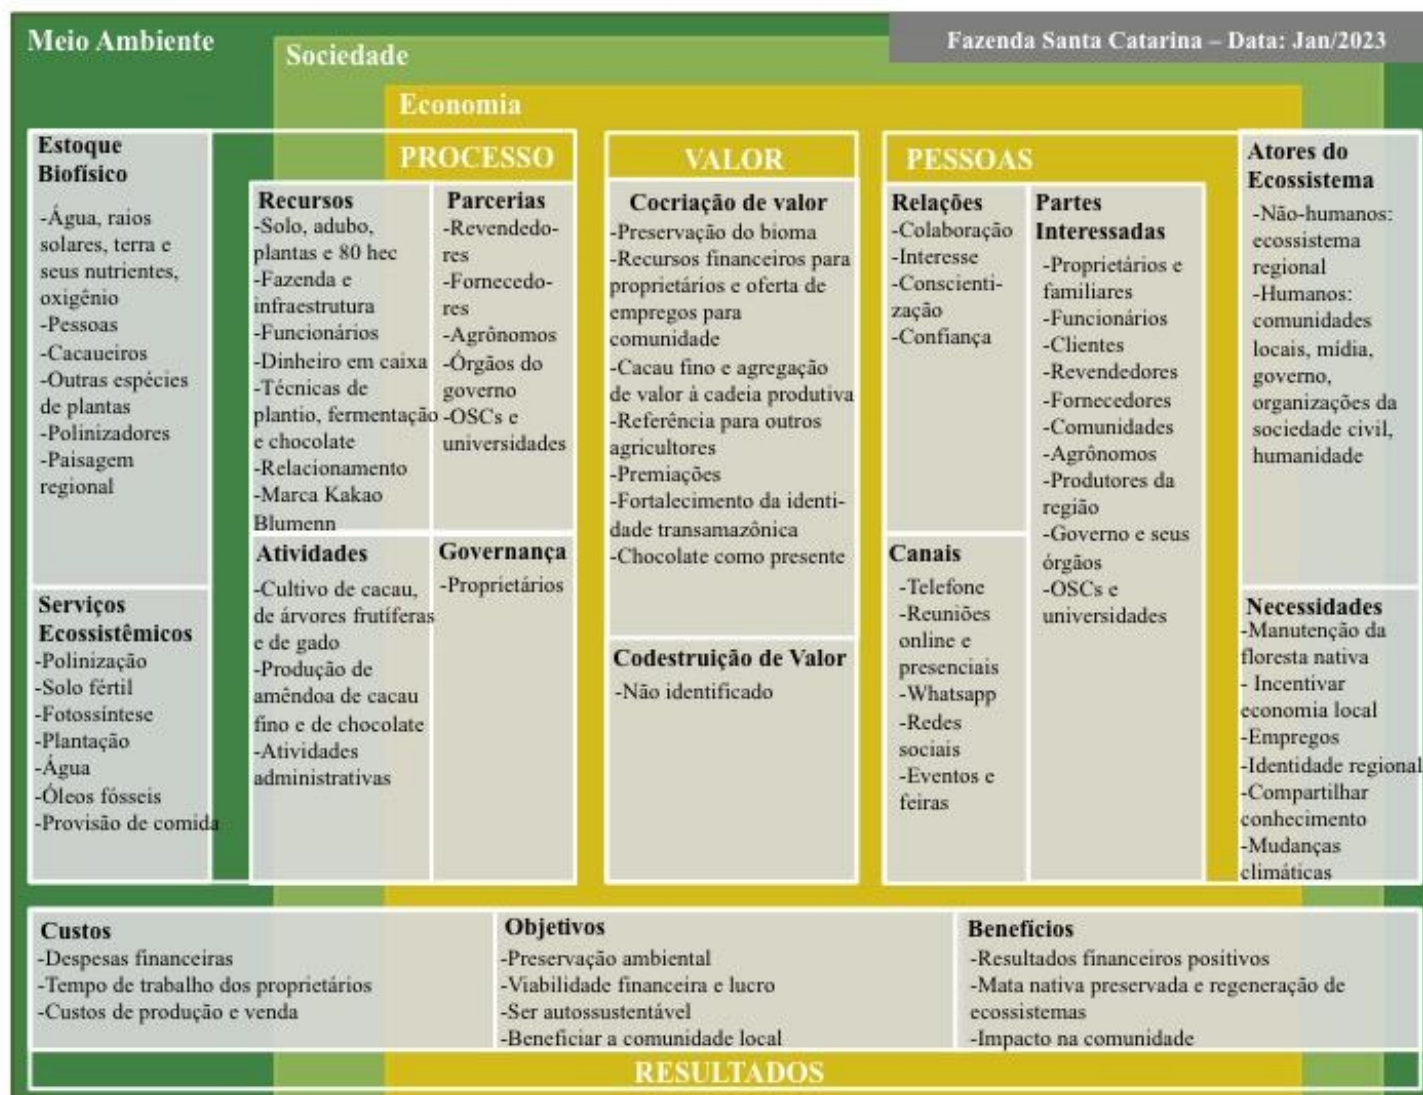 Meio Ambiente
Sociedade
Fazenda Santa Catarina – Data: Jan/2023
Economia
Estoque
Biofísico
-Água, raios
solares, terra e
seus nutrientes,
oxigênio
-Pessoas
-Cacaueiros
-Outras espécies
de plantas
-Polinizadores
-Paisagem
regional
Serviços
Ecossistêmicos
-Polinização
-Solo fértil
-Fotossíntese
-Plantação
-Água
-Óleos fósseis
-Provisão de comida
PROCESSO
Recursos
-Solo, adubo,
plantas e 80 hec
-Fazenda e
infraestrutura
-Funcionários
-Dinheiro em caixa
-Técnicas de
plantio, fermentação
e chocolate
-Relacionamento
-Marca Kakao
Blumenn
Atividades
-Cultivo de cacau,
de árvores frutíferas
e de gado
-Produção de
amêndoa de cacau
fino e de chocolate
-Atividades
administrativas
Parcerias
-Revendedo-
res
-Fornecedo-
res
-Agrônomos
-Órgãos do
governo
-OSCs e
universidades
Governança
-Proprietários
VALOR
Cocriação de valor
-Preservação do bioma
-Recursos financeiros para
proprietários e oferta de
empregos para
comunidade
-Cacau fino e agregação
de valor à cadeia produtiva
-Referência para outros
agricultores
-Premiações
-Fortalecimento da identi-
dade transamazônica
-Chocolate como presente
Codestruição de Valor
-Não identificado
PESSOAS
Relações
-Colaboração
-Interesse
-Conscienti-
zação
-Confiança
Canais
-Telefone
-Reuniões
online e
presenciais
-Whatsapp
-Redes
sociais
-Eventos e
feiras
Partes
Interessadas
-Proprietários e
familiares
-Funcionários
-Clientes
-Revendedores
-Fornecedores
-Comunidades
-Agrônomos
-Produtores da
região
-Governo e seus
órgãos
-OSCs e
universidades
Atores do
Ecossistema
-Não-humanos:
ecossistema
regional
-Humanos:
comunidades
locais, mídia,
governo,
organizações da
sociedade civil,
humanidade
Necessidades
-Manutenção da
floresta nativa
- Incentivar
economia local
-Empregos
-Identidade regional
-Compartilhar
conhecimento
-Mudanças
climáticas
Custos
-Despesas financeiras
-Tempo de trabalho dos proprietários
-Custos de produção e venda
Objetivos
-Preservação ambiental
-Viabilidade financeira e lucro
-Ser autossustentável
-Beneficiar a comunidade local
Benefícios
-Resultados financeiros positivos
-Mata nativa preservada e regeneração de
ecossistemas
-Impacto na comunidade
RESULTADOS